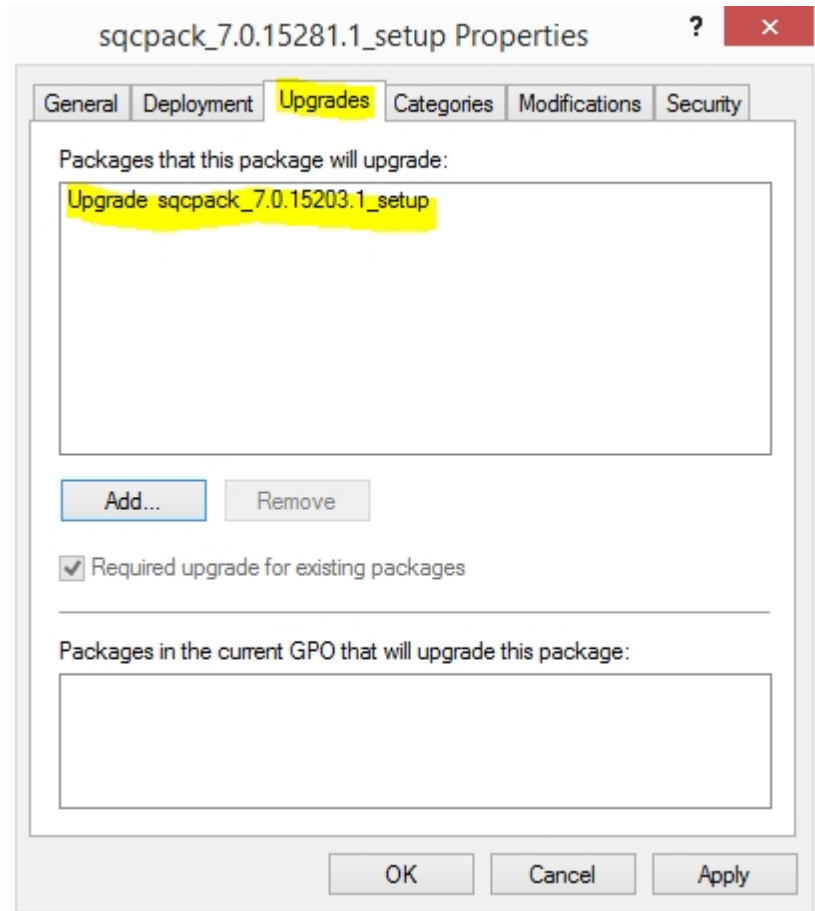 sqcpack_7.0.15281.1_setup Properties
?
×
General Deployment Upgrades Categories Modifications Security
Packages that this package will upgrade:
Upgrade sqcpack_7.0.15203.1_setup
Add... Remove
Required upgrade for existing packages
Packages in the current GPO that will upgrade this package:
OK Cancel Apply